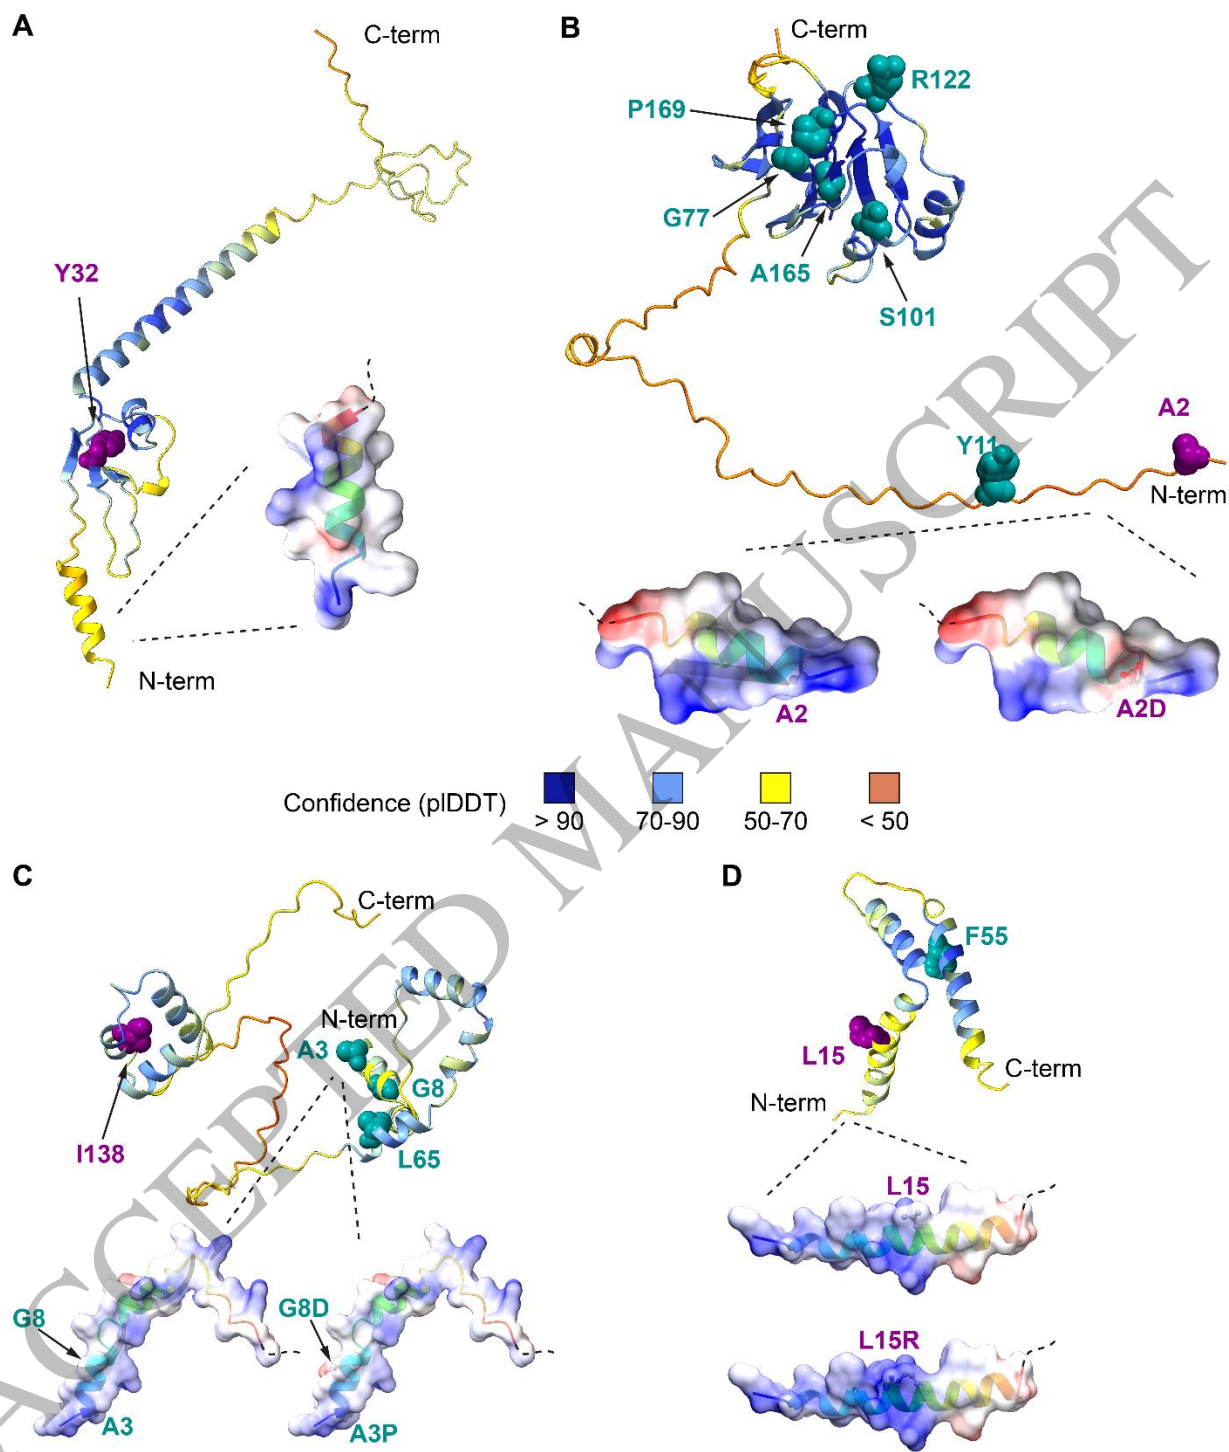 A
C-term
Y32
N-term
B
C-term
R122
P169
G77
A165
S101
A2
Y11
N-term
A2
A2D
Confidence (plDDT)
> 90
70-90
50-70
< 50
C
C-term
N-term
A3
G8
L65
I138
G8
G8D
A3
A3P
D
F55
L15
C-term
N-term
L15
L15R
ACCEPTED MANUSCRIPT